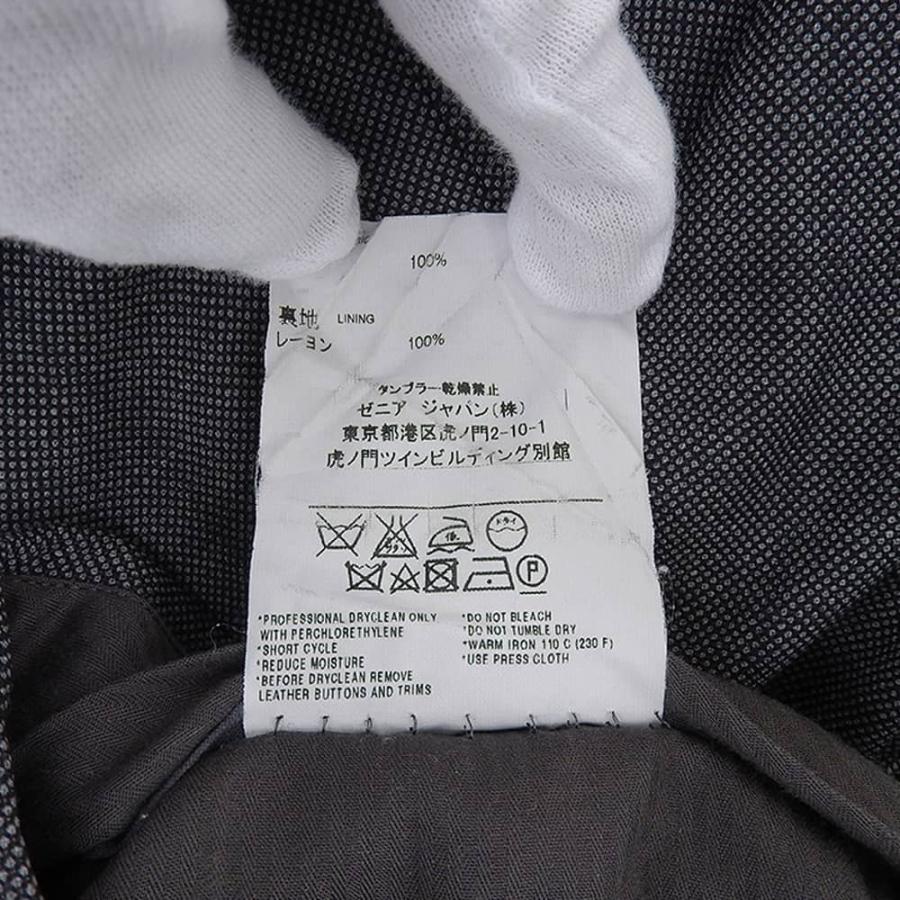 100%
裏地 LINING
レーヨン 100%
タンブラー乾燥禁止
ゼニア ジャパン(株)
東京都港区虎ノ門2-10-1
虎ノ門ツインビルディング別館
ドライ
P
*PROFESSIONAL DRYCLEAN ONLY
WITH PERCHLORETHYLENE
*SHORT CYCLE
*REDUCE MOISTURE
*BEFORE DRYCLEAN REMOVE
LEATHER BUTTONS AND TRIMS
*DO NOT BLEACH
*DO NOT TUMBLE DRY
*WARM IRON 110 C (230 F)
*USE PRESS CLOTH